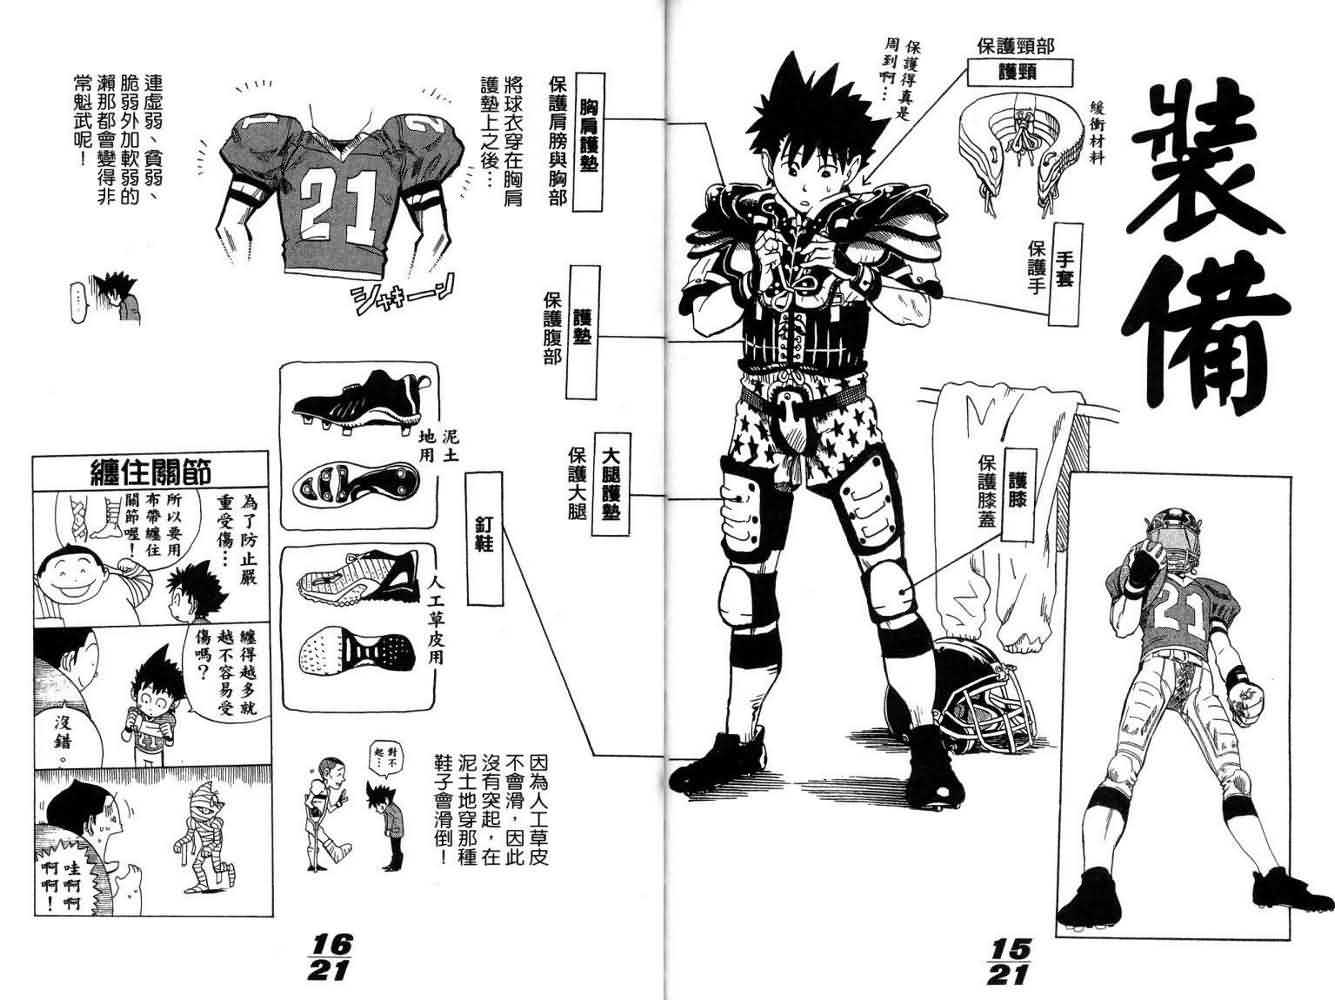 裝備
保護頸部
護頸
緩衝材料
保護得真是
周到啊…
手套
保護手
護膝
保護膝蓋
21
15
21
胸肩護墊
保護肩膀與胸部
將球衣穿在胸肩
護墊上之後…
21
2
シャキーン
連虛弱、貧弱、
脆弱外加軟弱的
瀨那都會變得非
常魁武呢！
……
護墊
保護腹部
大腿護墊
保護大腿
釘鞋
泥土
地用
人工草皮用
因為人工草皮
不會滑，因此
沒有突起，在
泥土地穿那種
鞋子會滑倒！
對不
起…
纏住關節
為了防止嚴
重受傷…
所以要用
布帶纏住
關節喔！
纏得越多就
越不容易受
傷嗎？
沒錯。
21
哇啊啊
啊啊！
16
21